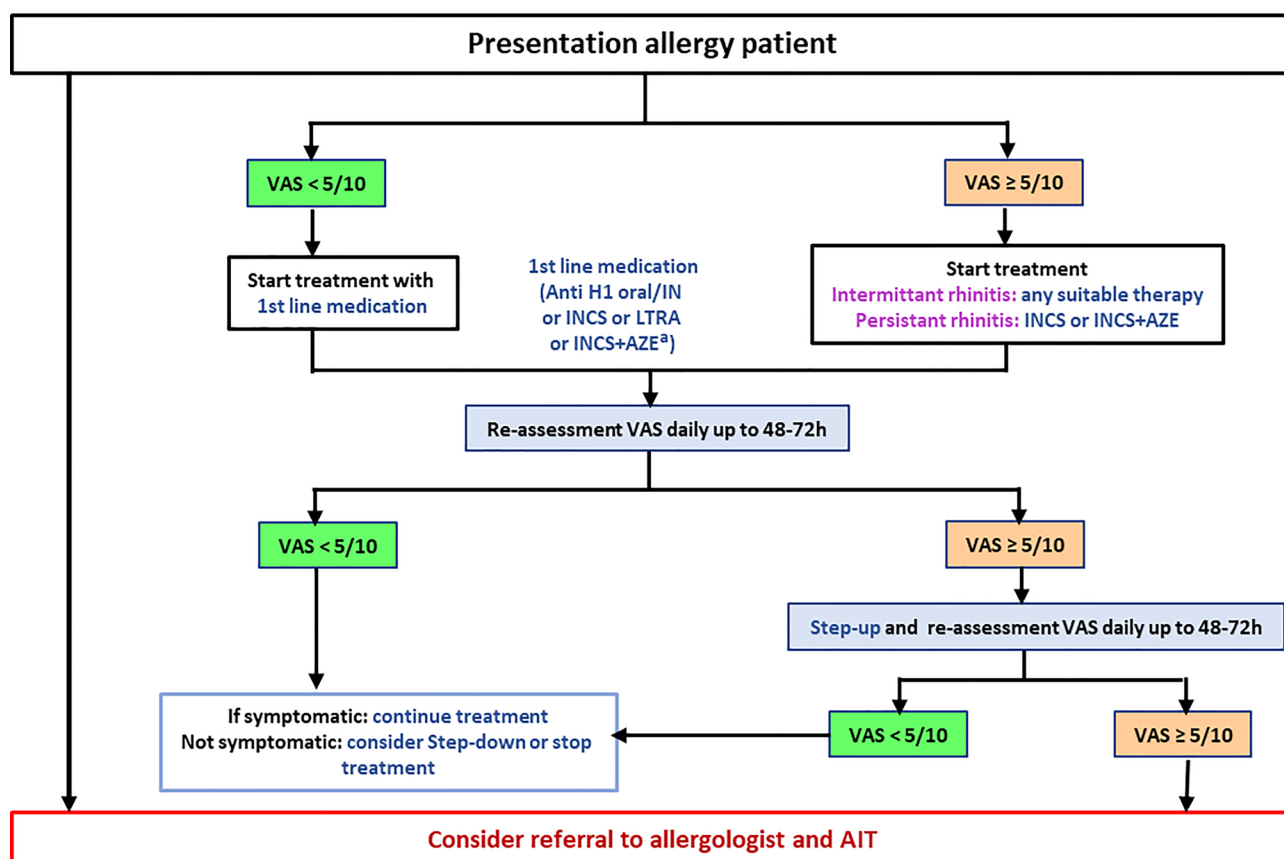 Presentation allergy patient
VAS < 5/10
VAS ≥ 5/10
Start treatment with
1st line medication
1st line medication
(Anti H1 oral/IN
or INCS or LTRA
or INCS+AZEᵃ)
Start treatment
Intermittant rhinitis: any suitable therapy
Persistant rhinitis: INCS or INCS+AZE
Re-assessment VAS daily up to 48-72h
VAS < 5/10
VAS ≥ 5/10
Step-up and re-assessment VAS daily up to 48-72h
If symptomatic: continue treatment
Not symptomatic: consider Step-down or stop
treatment
VAS < 5/10
VAS ≥ 5/10
Consider referral to allergologist and AIT